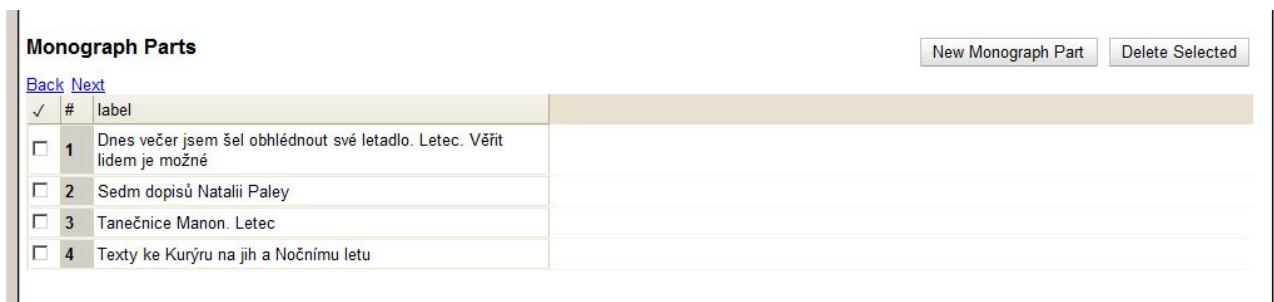 Monograph Parts
New Monograph Part
Delete Selected
Back Next
✓ # label
1 Dnes večer jsem šel obhlédnout své letadlo. Letec. Věřit
lidem je možné
2 Sedm dopisů Natalii Paley
3 Tanečnice Manon. Letec
4 Texty ke Kurýru na jih a Nočnímu letu